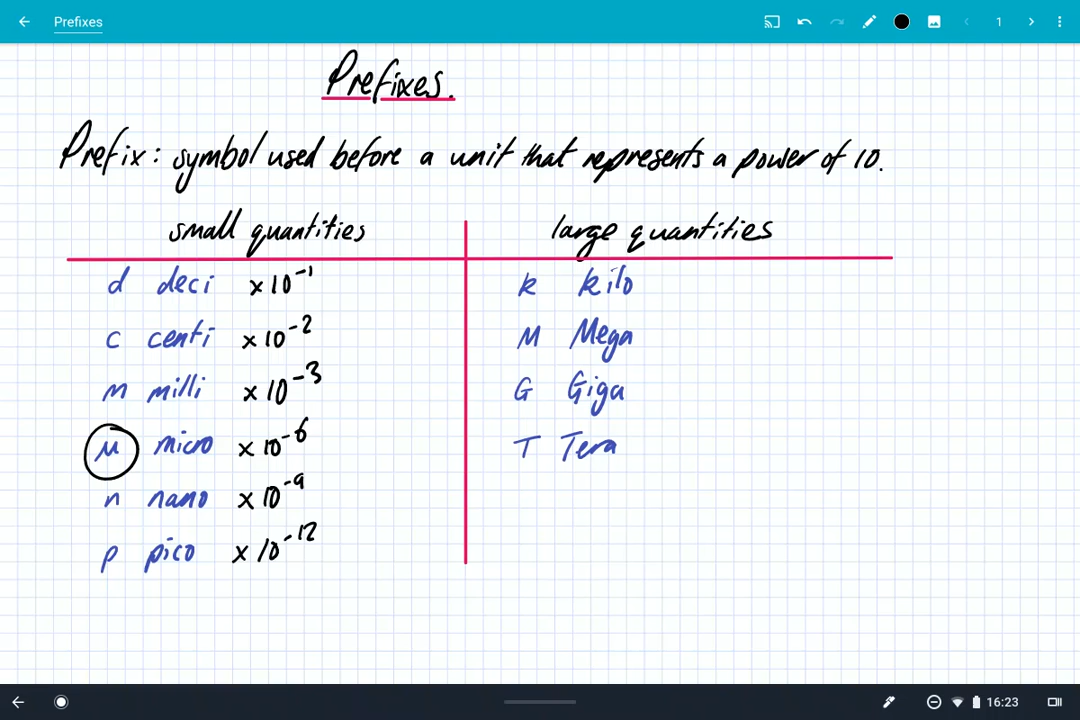 Prefixes
1
Prefixes.
Prefix: symbol used before a unit that represents a power of 10.
small quantities
large quantities
d deci ×10⁻¹
k kilo
c centi ×10⁻²
M Mega
m milli ×10⁻³
G Giga
μ micro ×10⁻⁶
T Tera
n nano ×10⁻⁹
p pico ×10⁻¹²
16:23